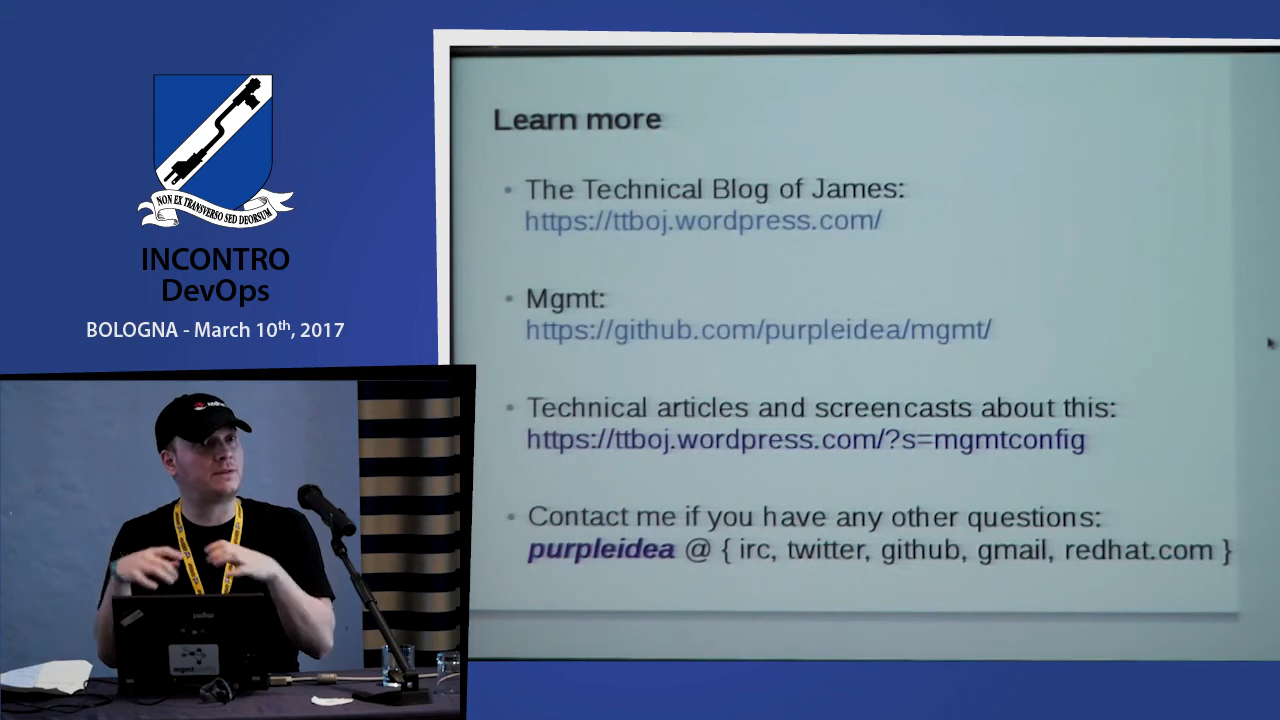 NON EX TRANSVERSO SED DEORSUM
INCONTRO
DevOps
BOLOGNA - March 10th, 2017
Learn more
• The Technical Blog of James:
https://ttboj.wordpress.com/
• Mgmt:
https://github.com/purpleidea/mgmt/
• Technical articles and screencasts about this:
https://ttboj.wordpress.com/?s=mgmtconfig
• Contact me if you have any other questions:
purpleidea @ { irc, twitter, github, gmail, redhat.com }
redhat
mgmt